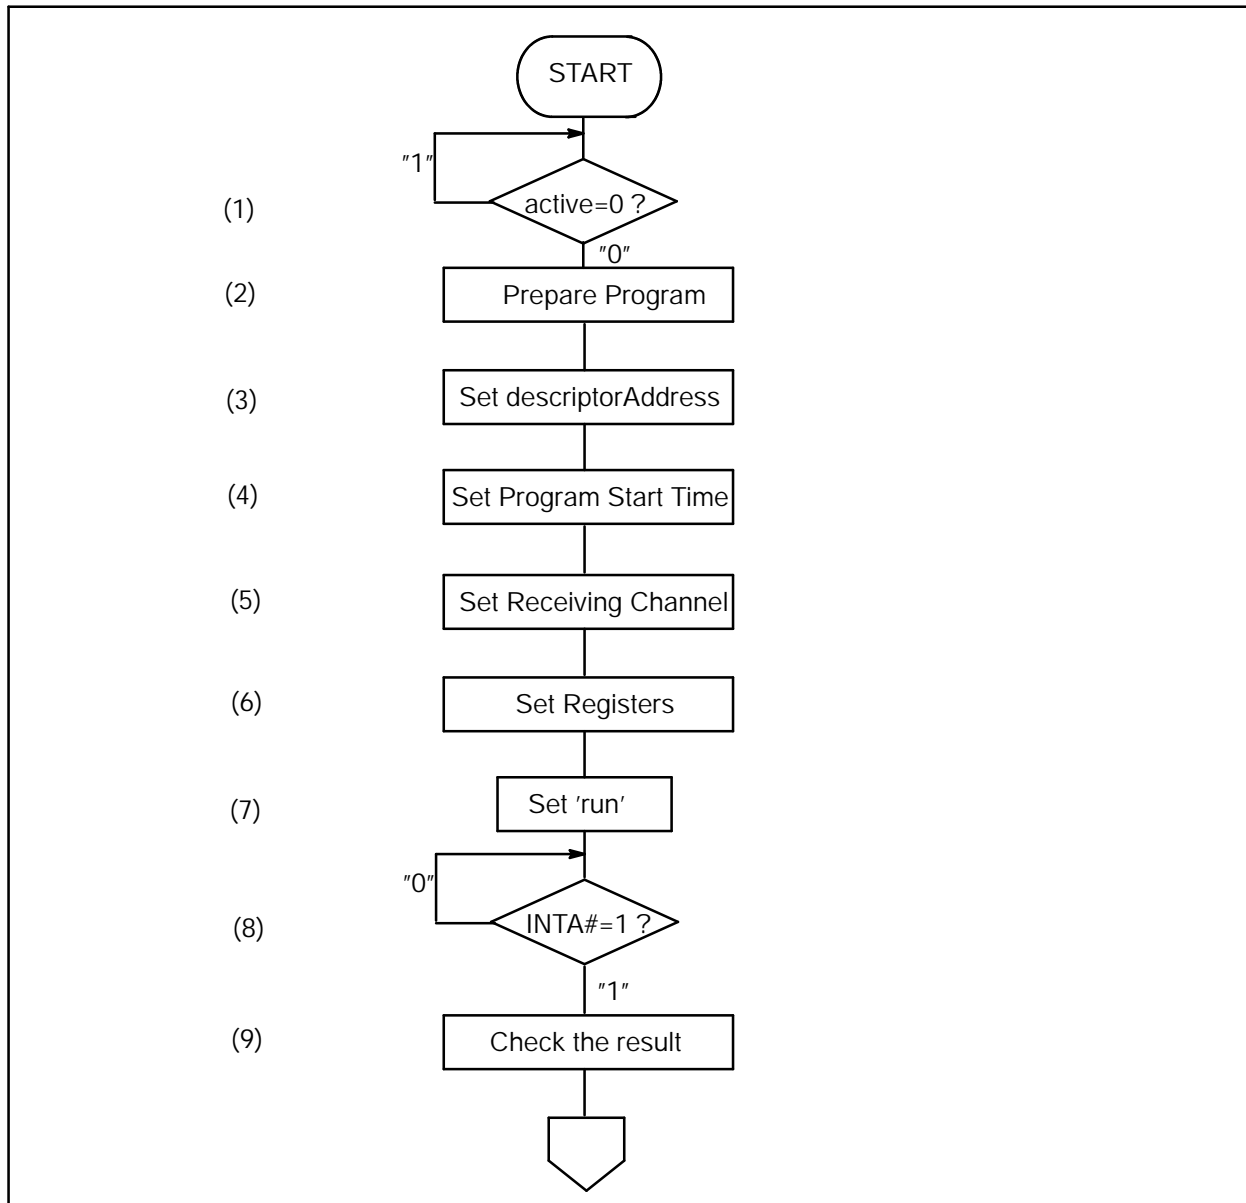 START
"1"
(1)
active=0 ?
"0"
(2)
Prepare Program
(3)
Set descriptorAddress
(4)
Set Program Start Time
(5)
Set Receiving Channel
(6)
Set Registers
(7)
Set 'run'
"0"
(8)
INTA#=1 ?
"1"
(9)
Check the result